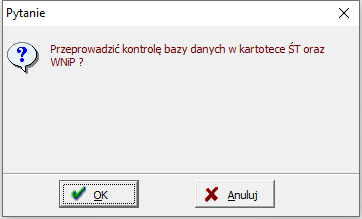 Pytanie
Przeprowadzić kontrolę bazy danych w kartotece ŚT oraz
WNiP ?
OK
Anuluj